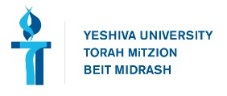 YESHIVA UNIVERSITY
TORAH MiTZION
BEIT MIDRASH